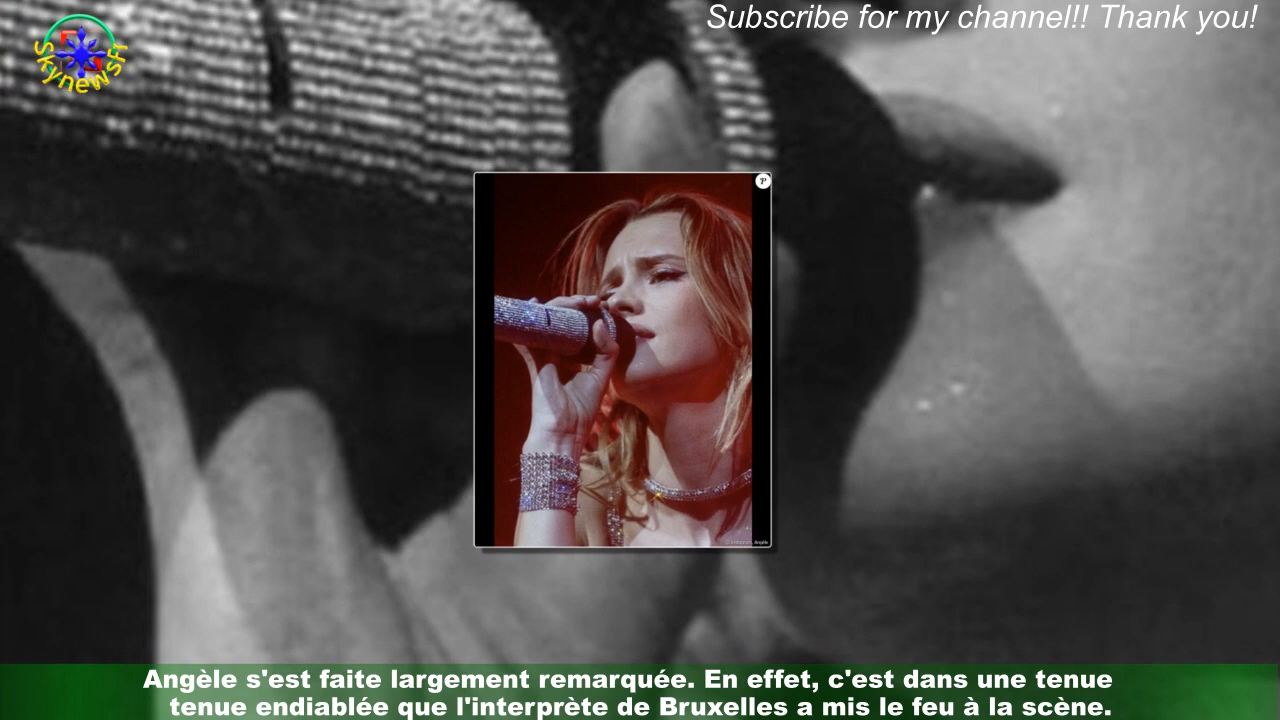 Subscribe for my channel!! Thank you!
SkynewsFr
P
Angèle s'est faite largement remarquée. En effet, c'est dans une tenue
tenue endiablée que l'interprète de Bruxelles a mis le feu à la scène.